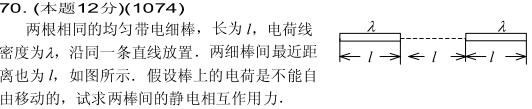 70. (本题12分)(1074)
两根相同的均匀带电细棒，长为l，电荷线
密度为λ，沿同一条直线放置．两细棒间最近距
离也为l，如图所示．假设棒上的电荷是不能自
由移动的，试求两棒间的静电相互作用力．
λ λ
l l l